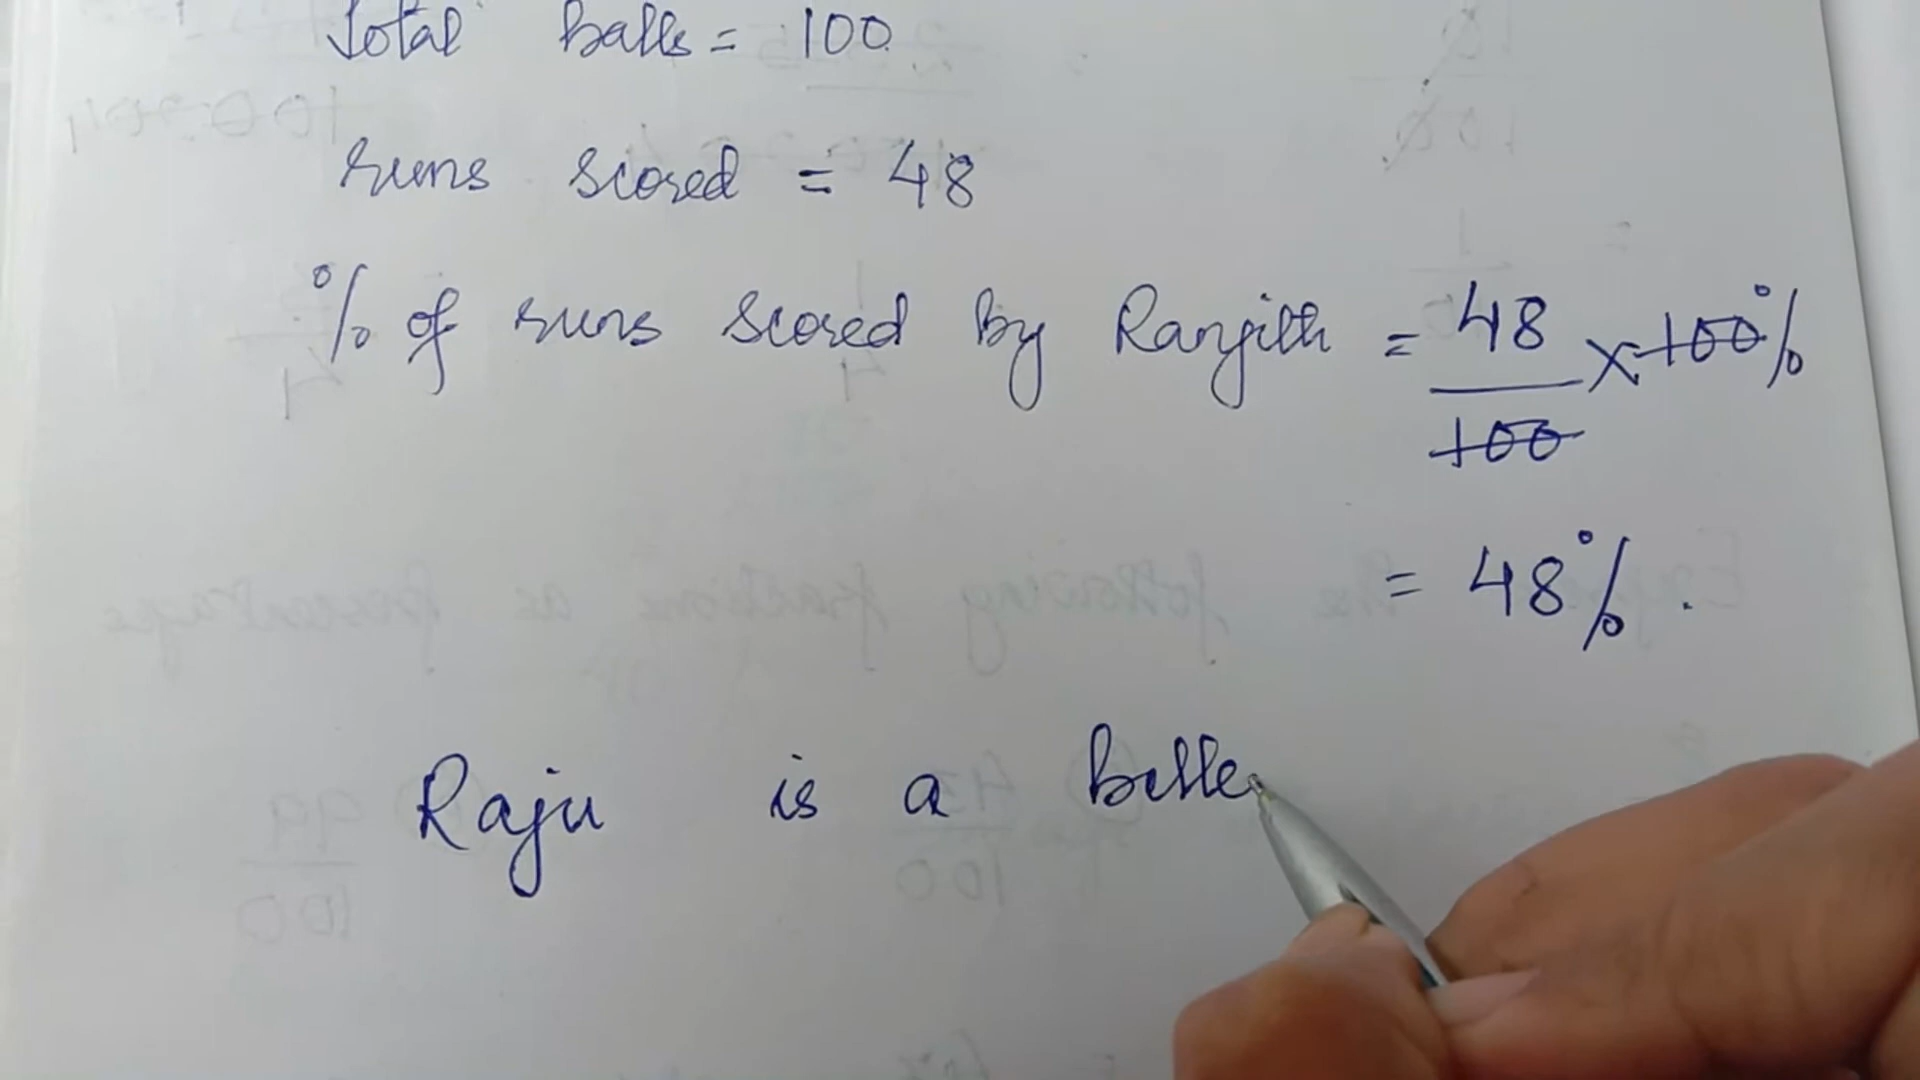 Total balls = 100
runs scored = 48
% of runs scored by Ranjith = 48/100 × 100%
= 48%.
Raju is a bette